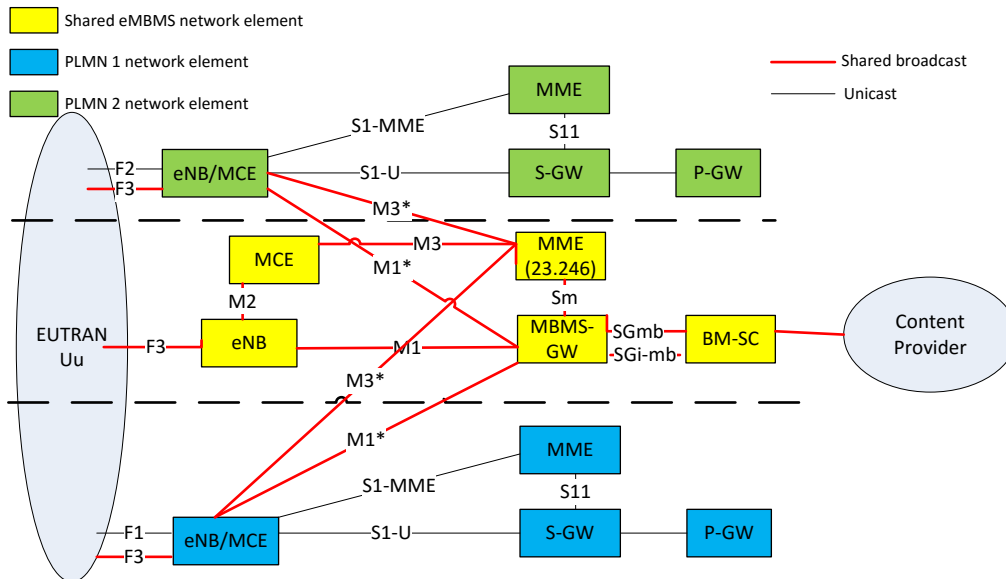 Shared eMBMS network element
PLMN 1 network element
PLMN 2 network element
Shared broadcast
Unicast
MME
S1-MME
S11
F2
eNB/MCE
S1-U
S-GW
P-GW
F3
M3*
MCE
M3
MME
(23.246)
M1*
M2
Sm
EUTRAN
Uu
F3
eNB
M1
MBMS-
GW
SGmb
SGi-mb
BM-SC
Content
Provider
M3*
M1*
MME
S1-MME
S11
F1
eNB/MCE
S1-U
S-GW
P-GW
F3